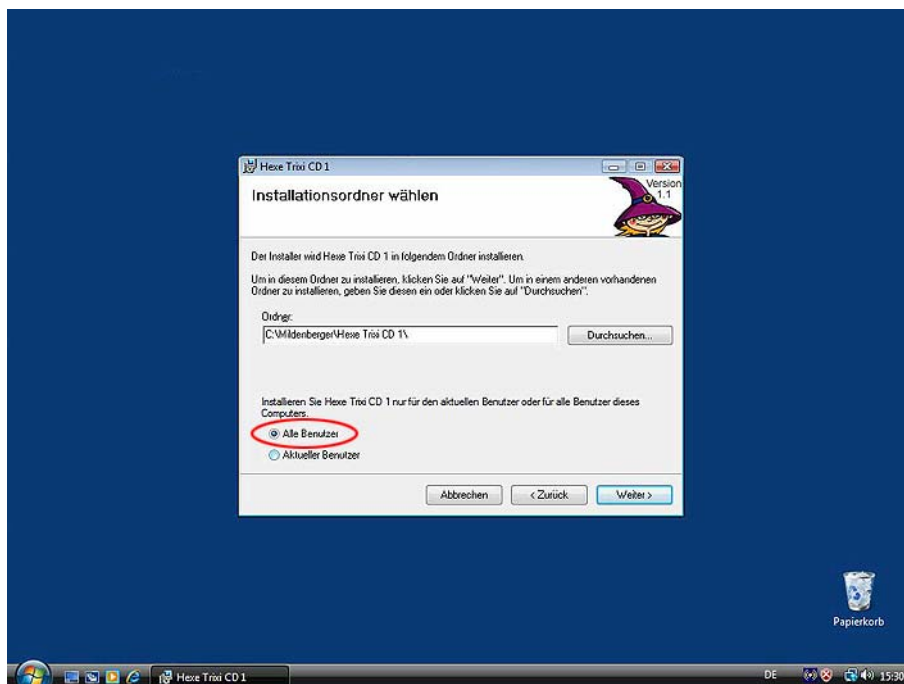 Hexe Trixi CD 1
Installationsordner wählen
Version
1.1
Der Installer wird Hexe Trixi CD 1 in folgendem Ordner installieren.
Um in diesem Ordner zu installieren, klicken Sie auf "Weiter". Um in einem anderen vorhandenen
Ordner zu installieren, geben Sie diesen ein oder klicken Sie auf "Durchsuchen".
Ordner:
C:\Mildenberger\Hexe Trixi CD 1\
Durchsuchen...
Installieren Sie Hexe Trixi CD 1 nur für den aktuellen Benutzer oder für alle Benutzer dieses
Computers.
Alle Benutzer
Aktueller Benutzer
Abbrechen
< Zurück
Weiter >
Papierkorb
Hexe Trixi CD 1
DE
15:30